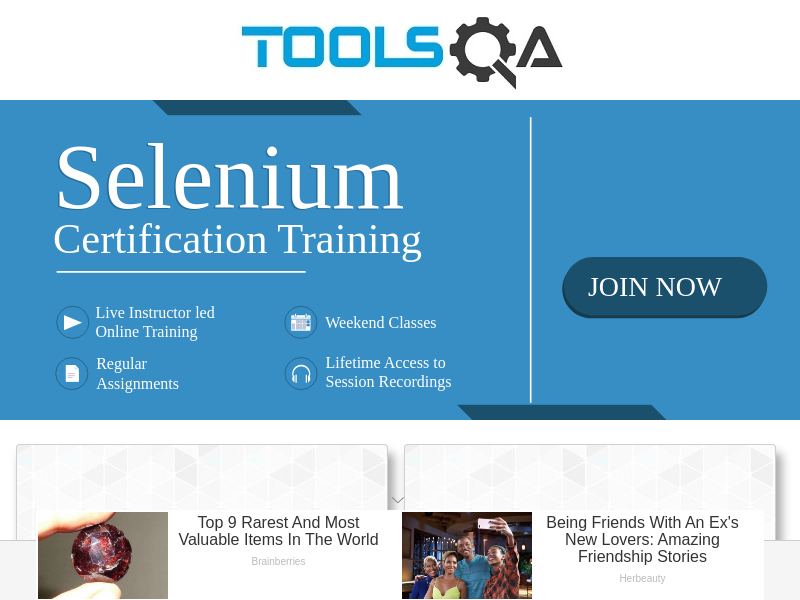 TOOLSQA
Selenium
Certification Training
Live Instructor led
Online Training
Weekend Classes
Regular
Assignments
Lifetime Access to
Session Recordings
JOIN NOW
Top 9 Rarest And Most
Valuable Items In The World
Brainberries
Being Friends With An Ex's
New Lovers: Amazing
Friendship Stories
Herbeauty